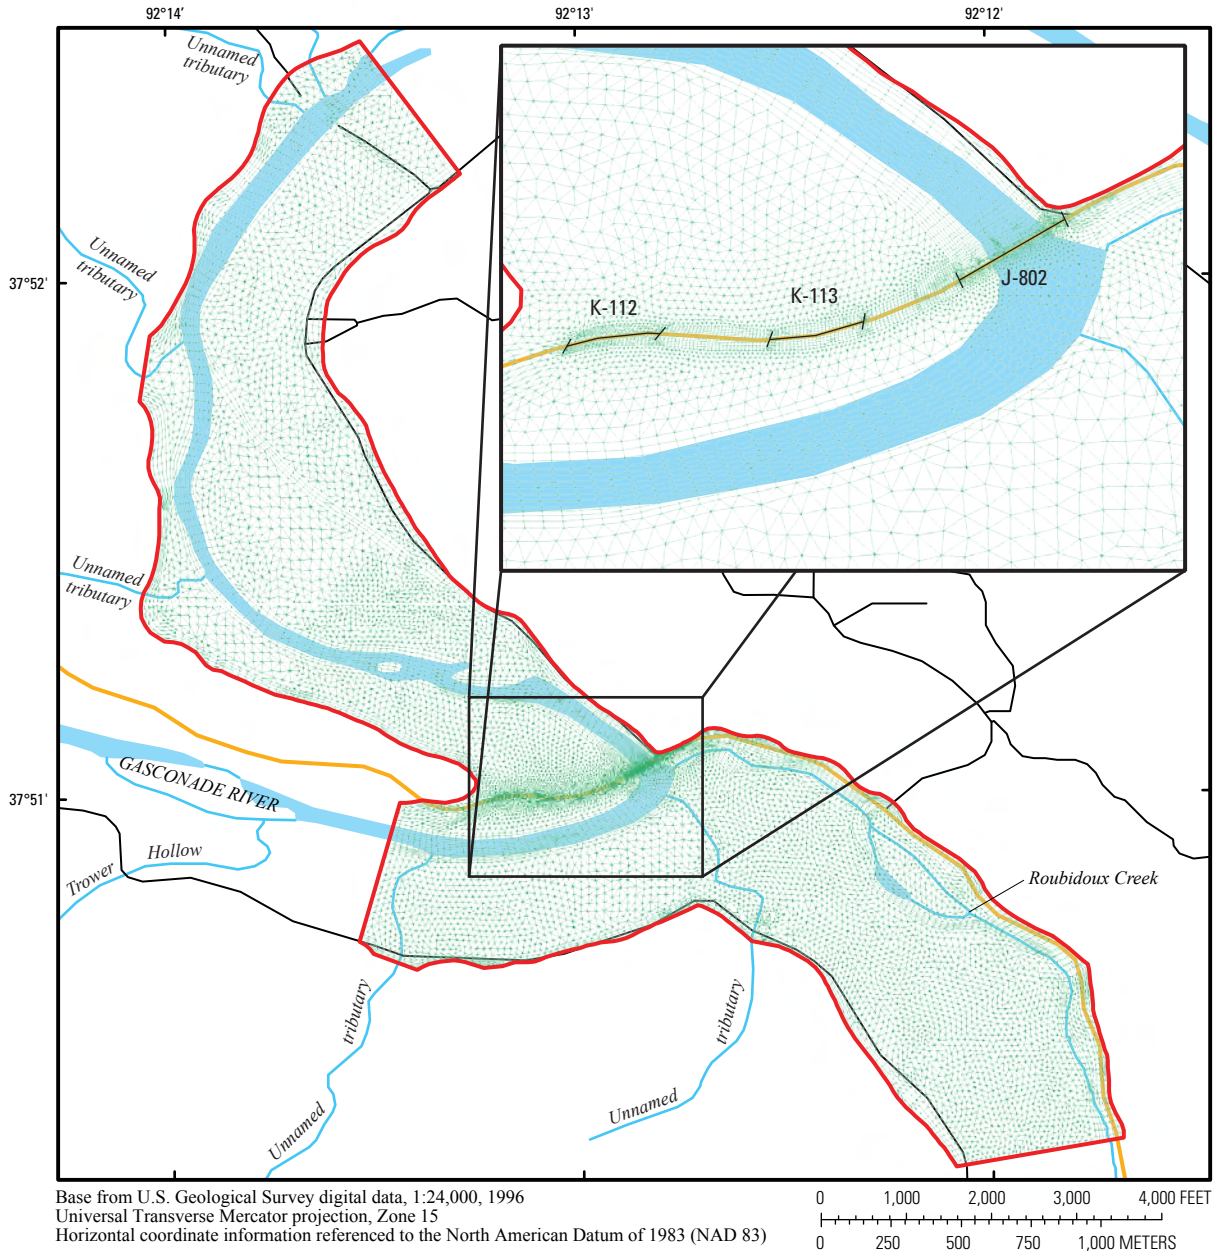 92°14'
92°13'
92°12'
Unnamed
tributary
Unnamed
tributary
37°52'
K-112
K-113
J-802
Unnamed
tributary
GASCONADE RIVER
37°51'
Hollow
Trower
Roubidoux Creek
tributary
Unnamed
tributary
Unnamed
Base from U.S. Geological Survey digital data, 1:24,000, 1996
Universal Transverse Mercator projection, Zone 15
Horizontal coordinate information referenced to the North American Datum of 1983 (NAD 83)
0 1,000 2,000 3,000 4,000 FEET
0 250 500 750 1,000 METERS